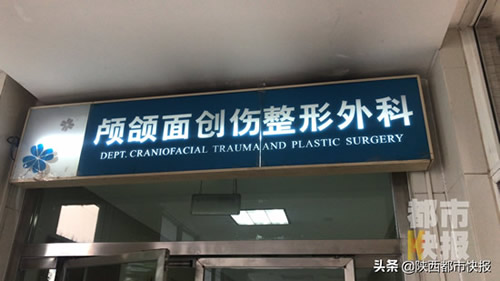 颅颌面创伤整形外科
DEPT. CRANIOFACIAL TRAUMA AND PLASTIC SURGERY
都市
快报
头条 @陕西都市快报